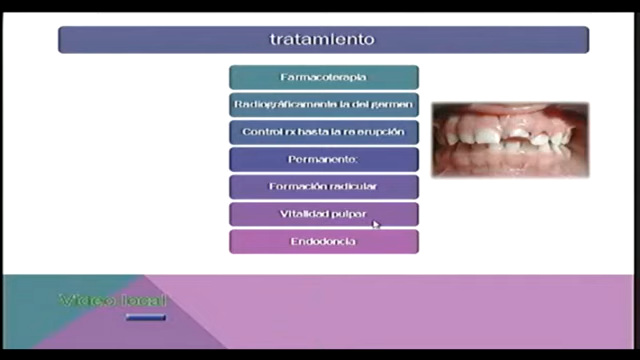 tratamiento
Farmacoterapia
Radiográficamente la del germen
Control rx hasta la re erupción
Permanente:
Formación radicular
Vitalidad pulpar
Endodoncia
Video local